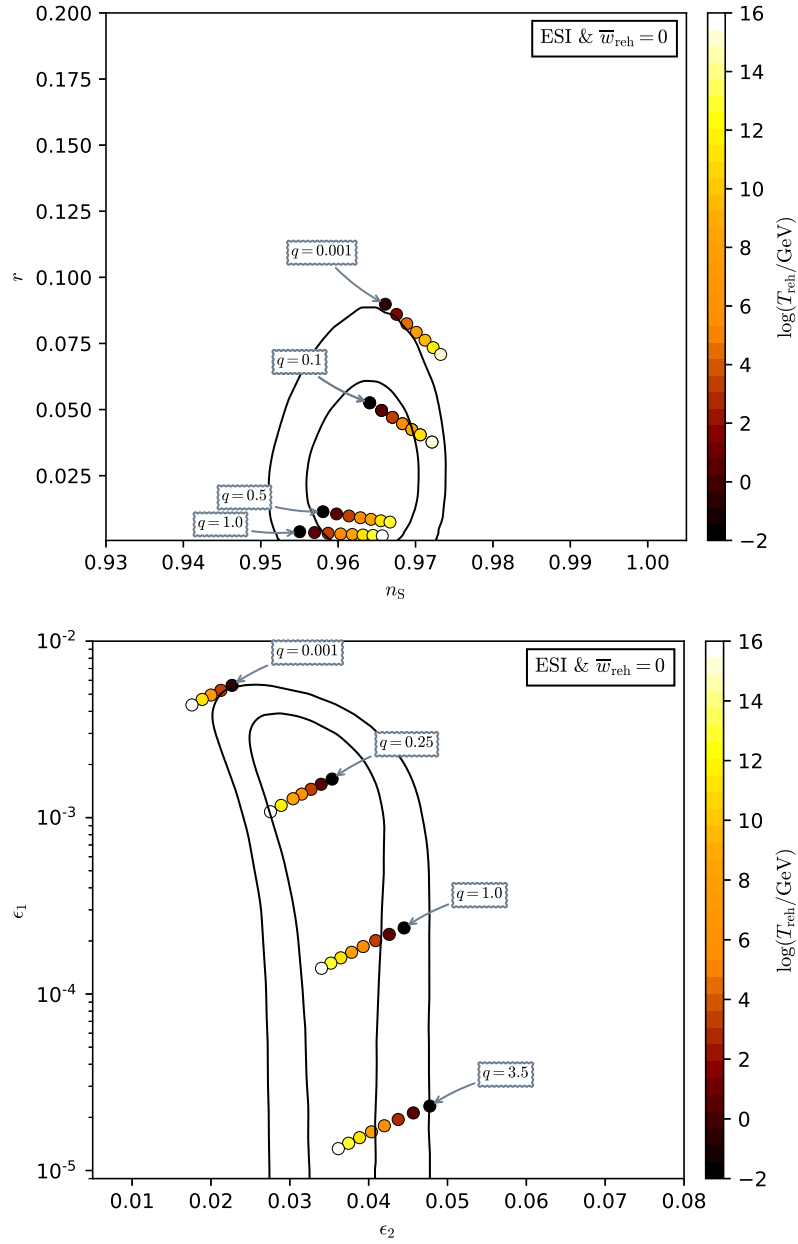 ESI & w̅reh = 0
0.200
0.175
0.150
0.125
0.100
0.075
0.050
0.025
r
q = 0.001
q = 0.1
q = 0.5
q = 1.0
0.93 0.94 0.95 0.96 0.97 0.98 0.99 1.00
nS
16
14
12
10
8
6
4
2
0
−2
log(Treh/GeV)
ESI & w̅reh = 0
10-2
10-3
10-4
10-5
ϵ1
q = 0.001
q = 0.25
q = 1.0
q = 3.5
0.01 0.02 0.03 0.04 0.05 0.06 0.07 0.08
ϵ2
16
14
12
10
8
6
4
2
0
−2
log(Treh/GeV)